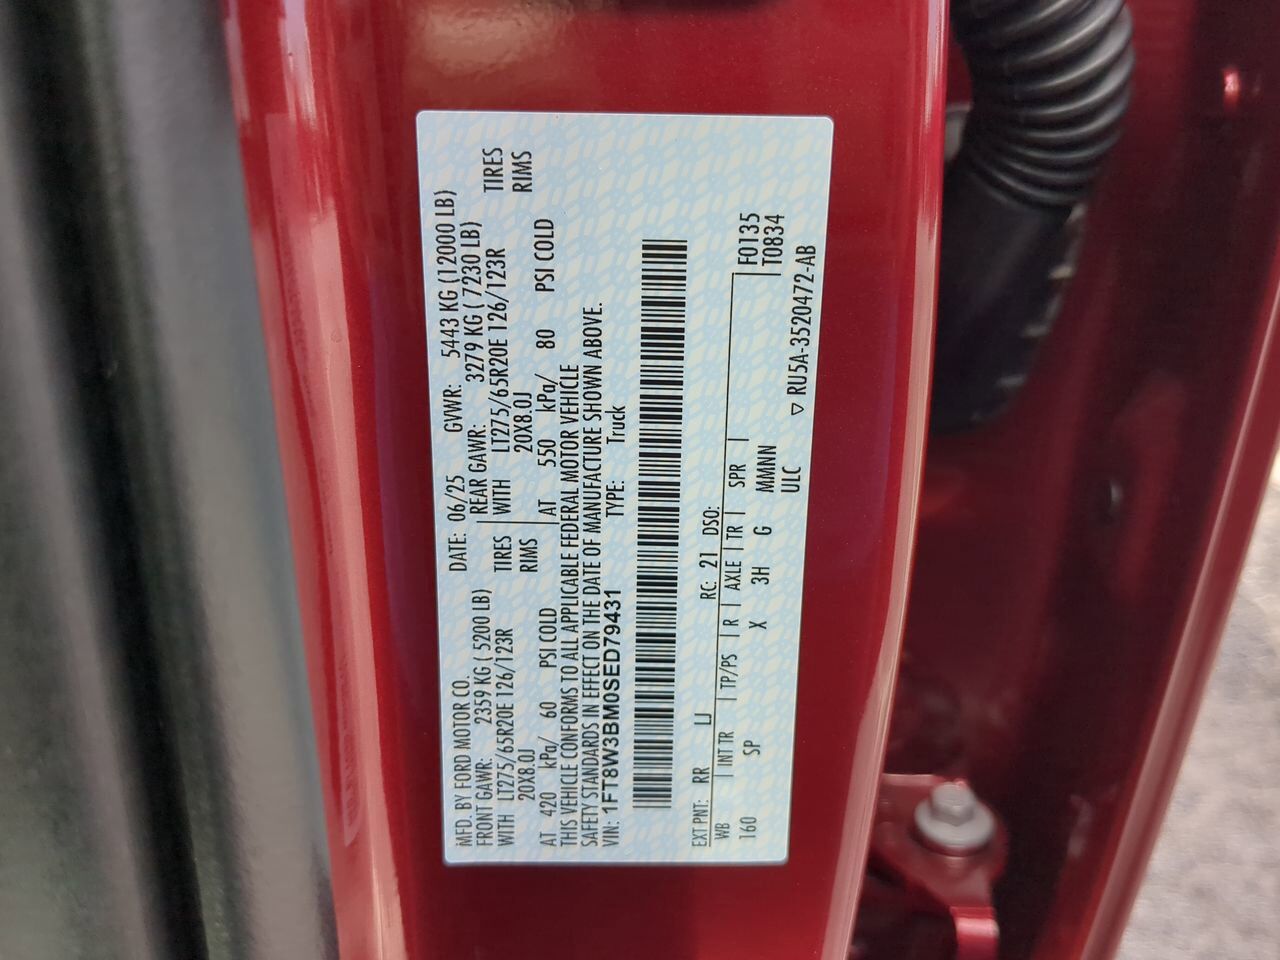 MFD. BY FORD MOTOR CO.
DATE: 06/25 GVWR: 5443 KG (12000 LB)
FRONT GAWR: 2359 KG ( 5200 LB) REAR GAWR: 3279 KG ( 7230 LB)
WITH LT275/65R20E 126/123R TIRES WITH LT275/65R20E 126/123R TIRES
20X8.0J RIMS 20X8.0J RIMS
AT 420 kPa/ 60 PSI COLD AT 550 kPa/ 80 PSI COLD
THIS VEHICLE CONFORMS TO ALL APPLICABLE FEDERAL MOTOR VEHICLE
SAFETY STANDARDS IN EFFECT ON THE DATE OF MANUFACTURE SHOWN ABOVE.
VIN: 1FT8W3BM0SED79431 TYPE: Truck
EXT PNT: RR LJ RC: 21 DSO:
WB INT TR TP/PS R AXLE TR SPR F0135
160 SP X 3H G MMNN T0834
ULC
▽ RU5A-3520472-AB